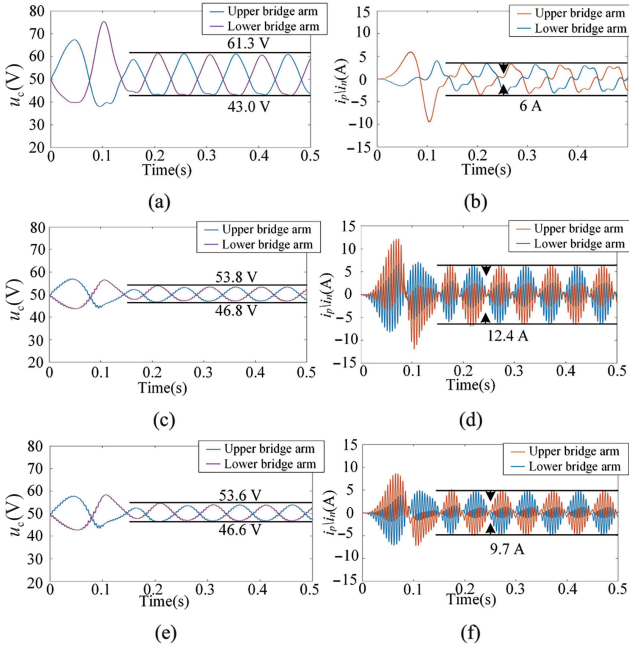 80
70
60
50
40
30
20
u_c(V)
Upper bridge arm
Lower bridge arm
61.3 V
43.0 V
0
0.1
0.2
0.3
0.4
0.5
Time(s)
(a)
15
10
5
0
−5
−10
−15
i_p\i_n(A)
Upper bridge arm
Lower bridge arm
6 A
0
0.1
0.2
0.3
0.4
0.5
Time(s)
(b)
80
70
60
50
40
30
20
u_c(V)
Upper bridge arm
Lower bridge arm
53.8 V
46.8 V
0
0.1
0.2
0.3
0.4
0.5
Time(s)
(c)
15
10
5
0
−5
−10
−15
i_p\i_n(A)
Upper bridge arm
Lower bridge arm
12.4 A
0
0.1
0.2
0.3
0.4
0.5
Time(s)
(d)
80
70
60
50
40
30
20
u_c(V)
Upper bridge arm
Lower bridge arm
53.6 V
46.6 V
0
0.1
0.2
0.3
0.4
0.5
Time(s)
(e)
15
10
5
0
−5
−10
−15
i_p\i_n(A)
Upper bridge arm
Lower bridge arm
9.7 A
0
0.1
0.2
0.3
0.4
0.5
Time(s)
(f)